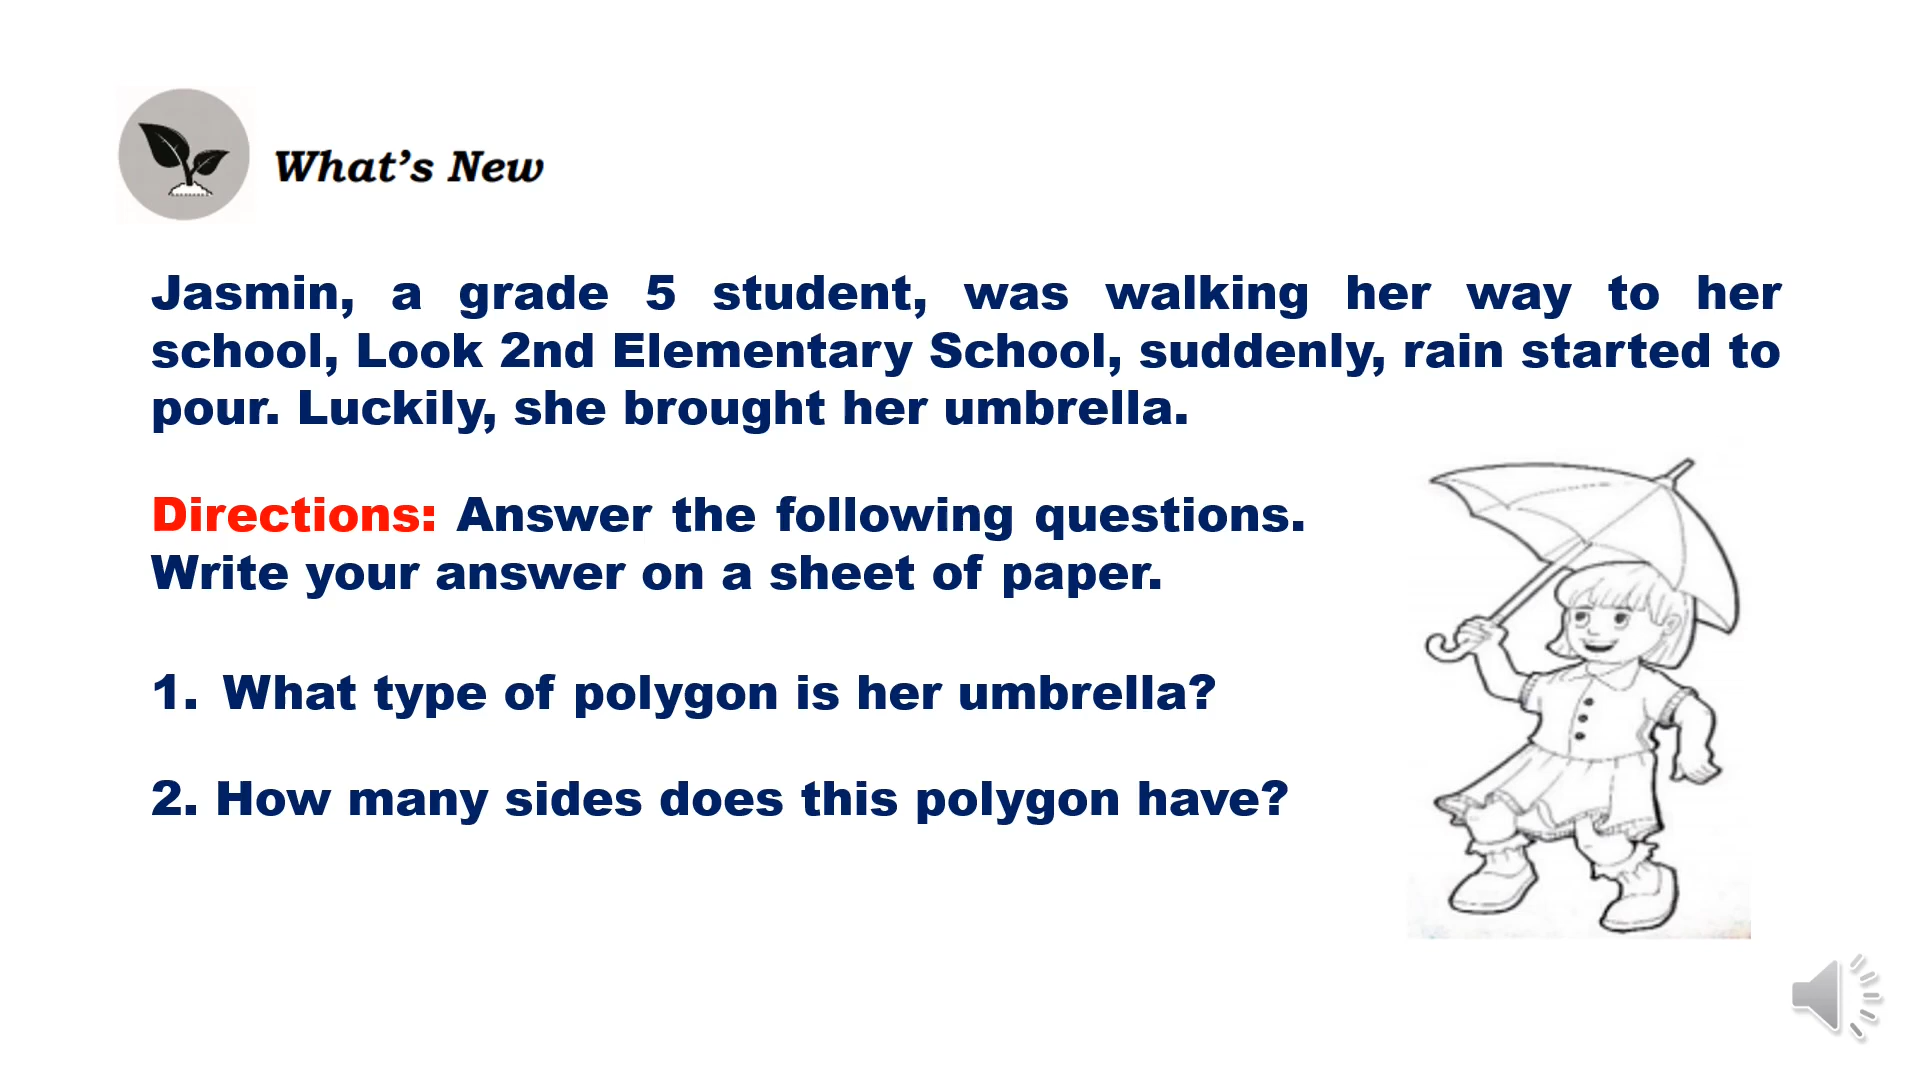 What’s New
Jasmin, a grade 5 student, was walking her way to her
school, Look 2nd Elementary School, suddenly, rain started to
pour. Luckily, she brought her umbrella.
Directions: Answer the following questions.
Write your answer on a sheet of paper.
1. What type of polygon is her umbrella?
2. How many sides does this polygon have?